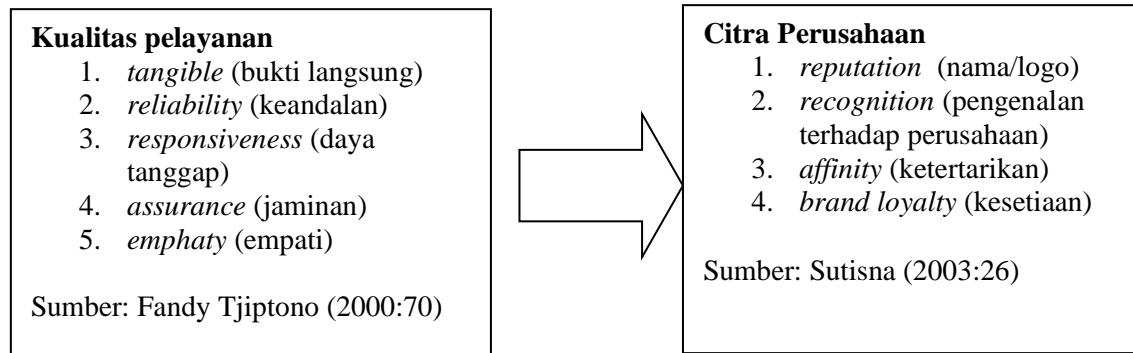 Kualitas pelayanan
1. tangible (bukti langsung)
2. reliability (keandalan)
3. responsiveness (daya
tanggap)
4. assurance (jaminan)
5. emphaty (empati)
Sumber: Fandy Tjiptono (2000:70)
Citra Perusahaan
1. reputation (nama/logo)
2. recognition (pengenalan
terhadap perusahaan)
3. affinity (ketertarikan)
4. brand loyalty (kesetiaan)
Sumber: Sutisna (2003:26)